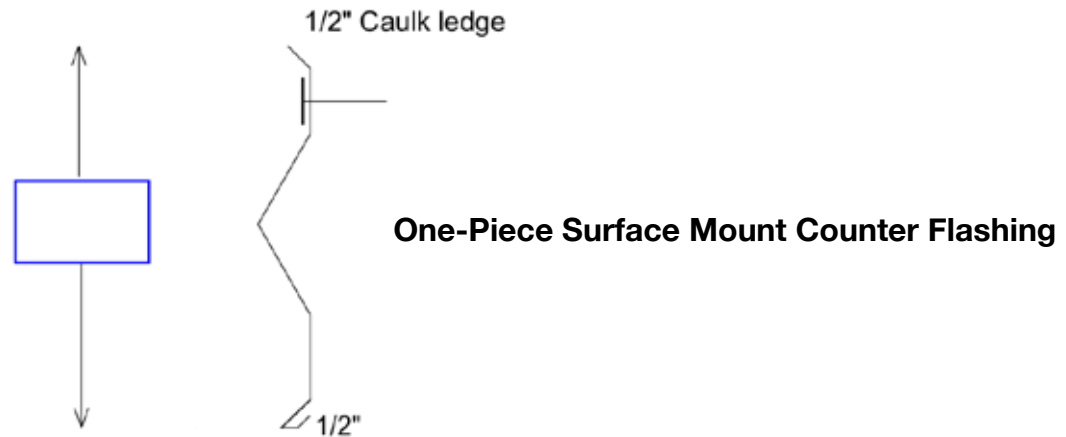 1/2" Caulk ledge
One-Piece Surface Mount Counter Flashing
1/2"